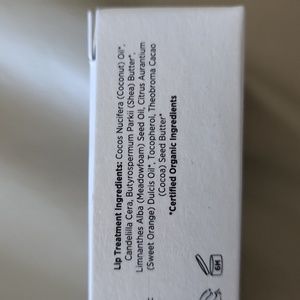 Lip Treatment Ingredients: Cocos Nucifera (Coconut) Oil*,
Candelilla Cera, Butyrospermum Parkii (Shea) Butter*,
Limnanthes Alba (Meadowfoam) Seed Oil, Citrus Aurantium
(Sweet Orange) Dulcis Oil*, Tocopherol, Theobroma Cacao
(Cocoa) Seed Butter*
*Certified Organic Ingredients
6M